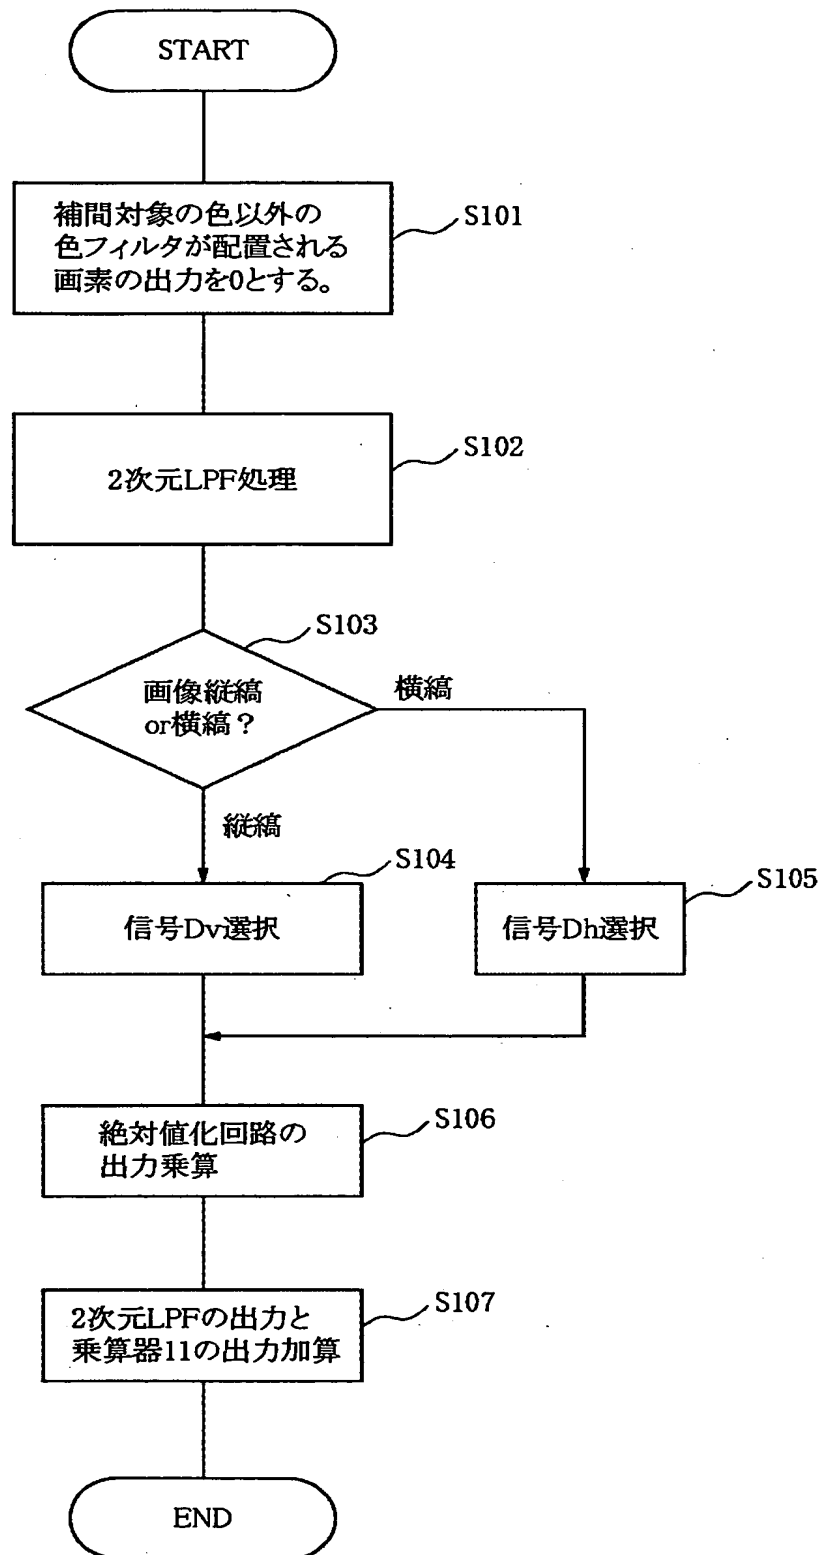 START
補間対象の色以外の
色フィルタが配置される
画素の出力を0とする。
S101
2次元LPF処理
S102
S103
画像縦縞
or横縞？
横縞
縦縞
S104
信号Dv選択
S105
信号Dh選択
絶対値化回路の
出力乗算
S106
2次元LPFの出力と
乗算器11の出力加算
S107
END